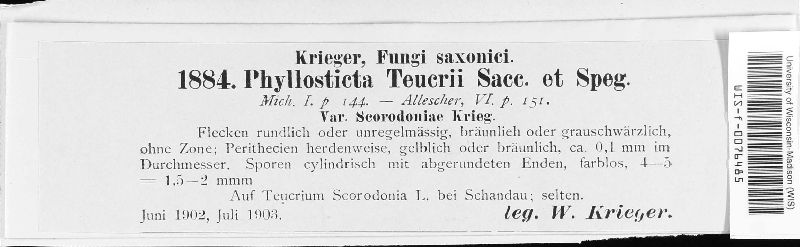 Krieger, Fungi saxonici.
1884. Phyllosticta Teucrii Sacc. et Speg.
Mich. I. p 144. — Allescher, VI. p. 151.
Var. Scorodoniae Krieg.
Flecken rundlich oder unregelmässig, bräunlich oder grauschwärzlich,
ohne Zone; Perithecien herdenweise, gelblich oder bräunlich, ca. 0,1 mm im
Durchmesser. Sporen cylindrisch mit abgerundeten Enden, farblos, 4—5
= 1,5—2 mmm
Auf Teucrium Scorodonia L. bei Schandau; selten.
Juni 1902, Juli 1903.
leg. W. Krieger.
University of Wisconsin-Madison (WIS)
WIS-f-0076485